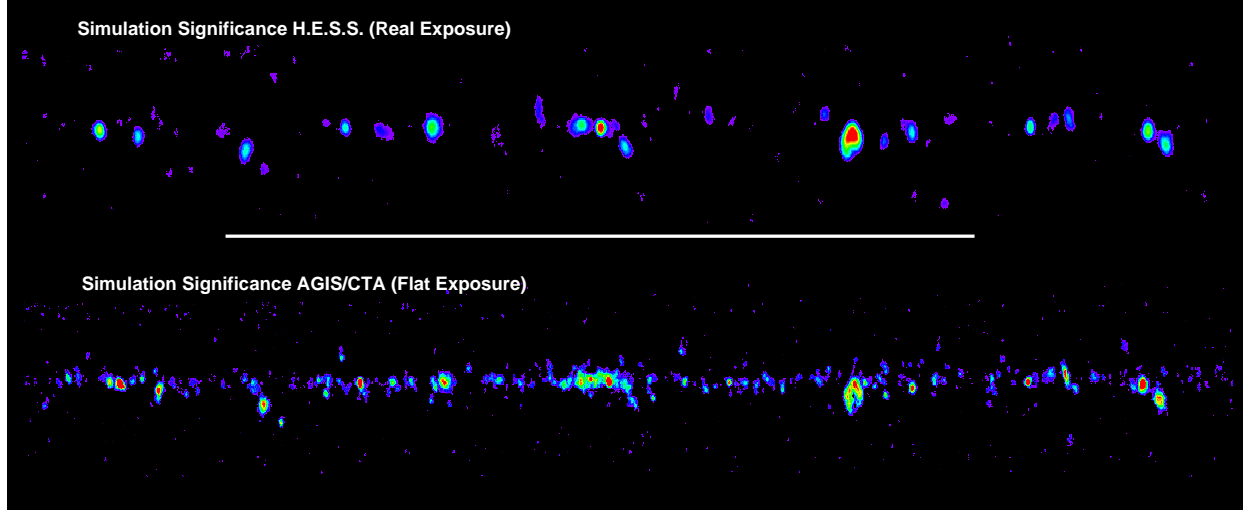 Simulation Significance H.E.S.S. (Real Exposure)
Simulation Significance AGIS/CTA (Flat Exposure)